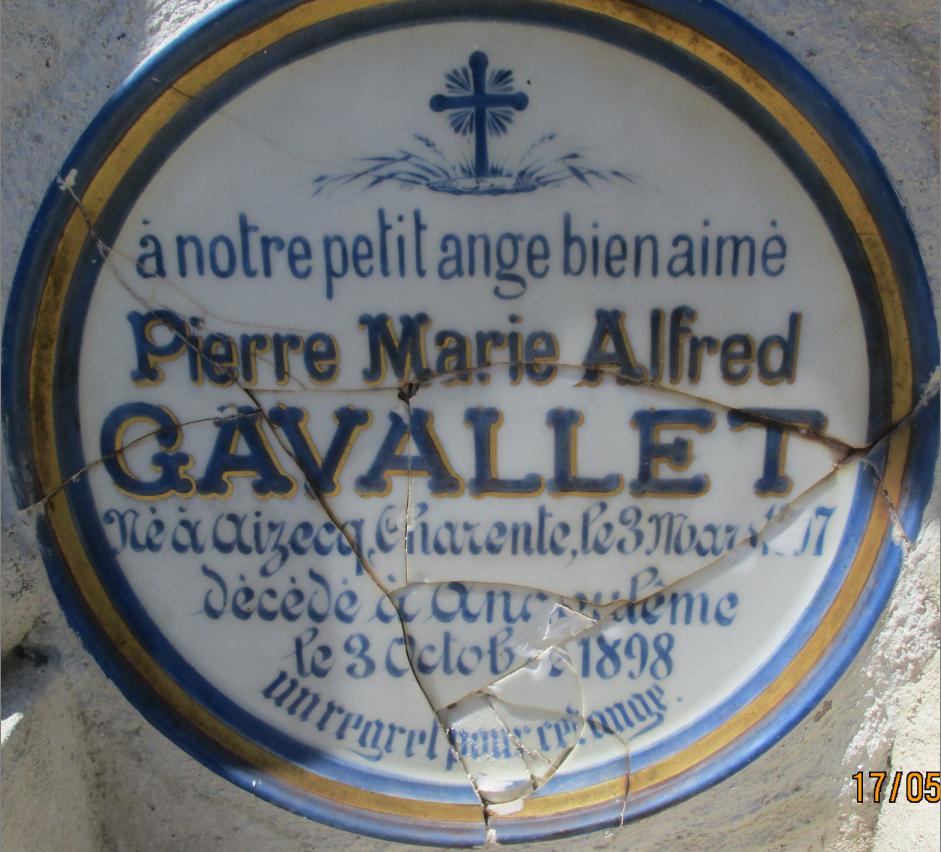 à notre petit ange bien aimé
Pierre Marie Alfred
GAVALLET
Né à Aizecq, Charente, le 3 Mars
décédé à Angoulême
le 3 Octobre 1898
un regret pour cet ange.
17/05